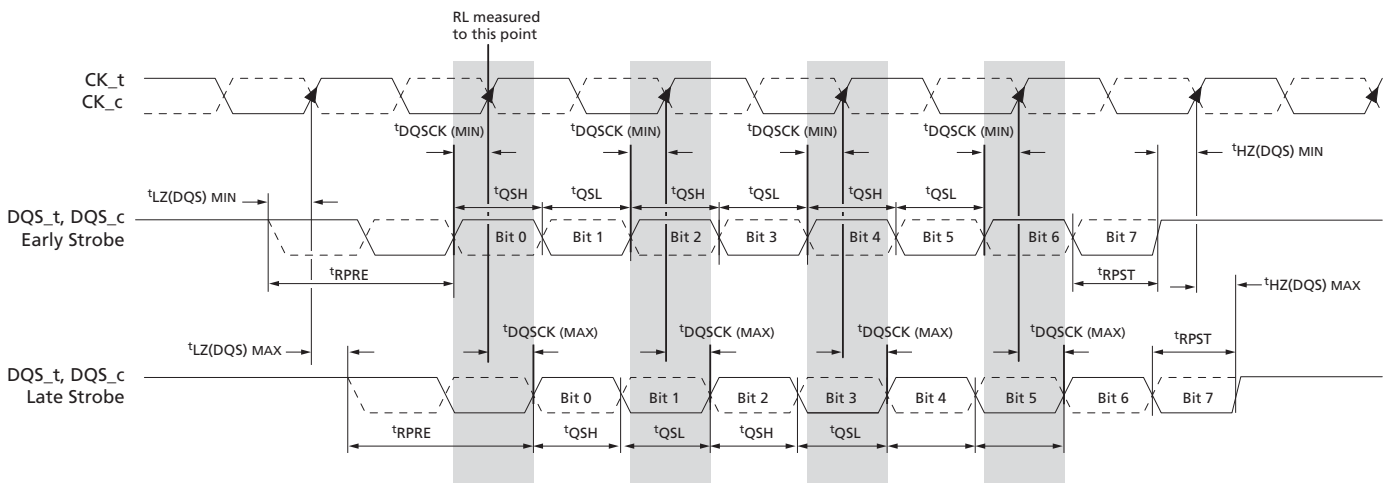 RL measured
to this point
CK_t
CK_c
tDQSCK (MIN) tDQSCK (MIN) tDQSCK (MIN) tDQSCK (MIN)
tHZ(DQS) MIN
tLZ(DQS) MIN
tQSH tQSL tQSH tQSL tQSH tQSL
DQS_t, DQS_c
Early Strobe
Bit 0 Bit 1 Bit 2 Bit 3 Bit 4 Bit 5 Bit 6 Bit 7
tRPRE
tRPST
tHZ(DQS) MAX
tLZ(DQS) MAX
tDQSCK (MAX) tDQSCK (MAX) tDQSCK (MAX) tDQSCK (MAX)
tRPST
DQS_t, DQS_c
Late Strobe
Bit 0 Bit 1 Bit 2 Bit 3 Bit 4 Bit 5 Bit 6 Bit 7
tRPRE
tQSH tQSL tQSH tQSL